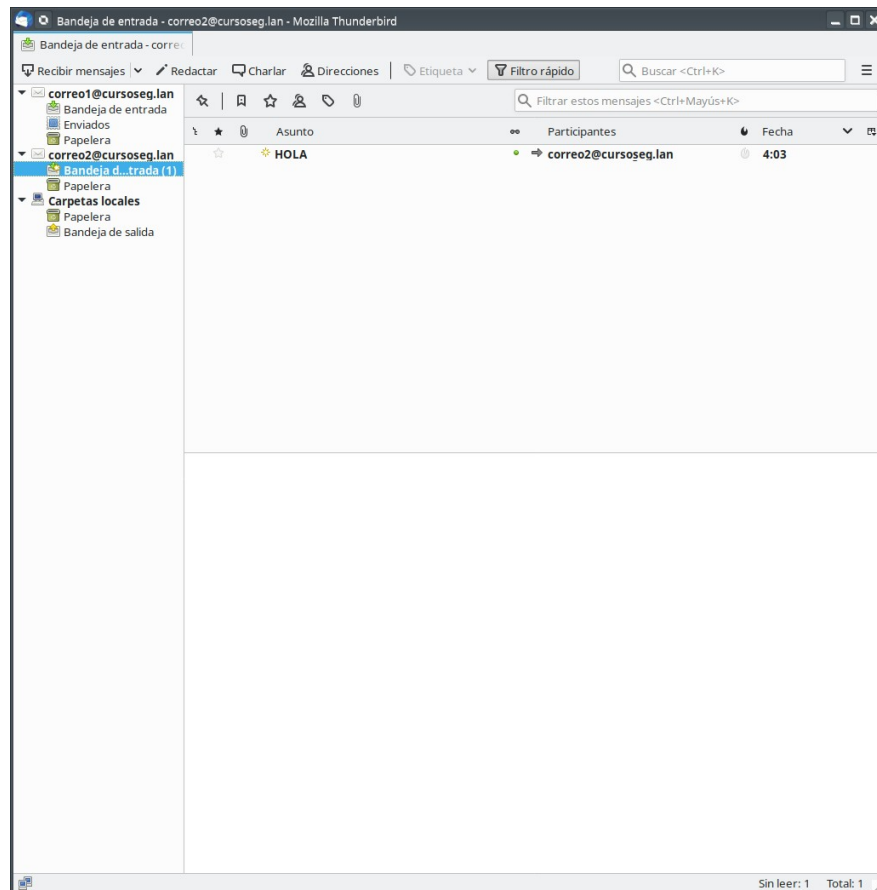 Bandeja de entrada - correo2@cursoseg.lan - Mozilla Thunderbird
Bandeja de entrada - corre
Recibir mensajes Redactar Charlar Direcciones Etiqueta Filtro rápido Buscar <Ctrl+K>
correo1@cursoseg.lan
Bandeja de entrada
Enviados
Papelera
correo2@cursoseg.lan
Bandeja d...trada (1)
Papelera
Carpetas locales
Papelera
Bandeja de salida
Filtrar estos mensajes <Ctrl+Mayús+K>
Asunto Participantes Fecha
HOLA correo2@cursoseg.lan 4:03
Sin leer: 1 Total: 1